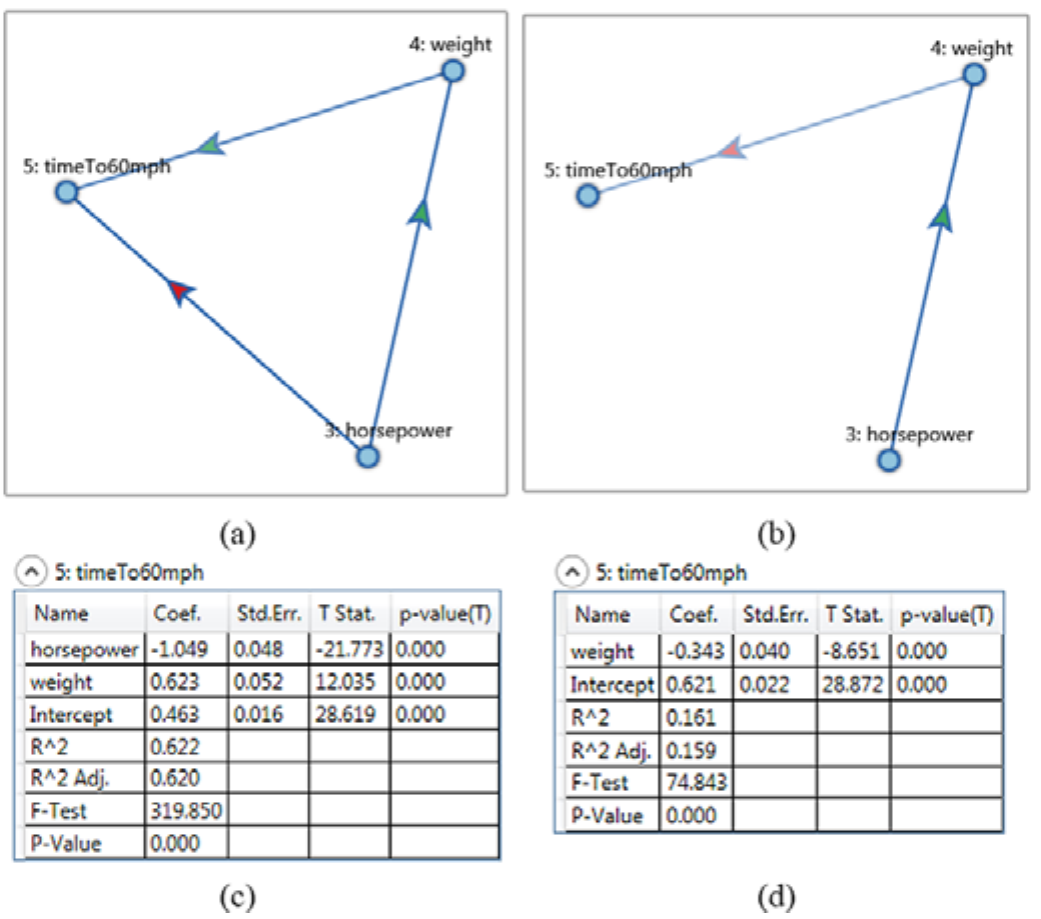 4: weight
5: timeTo60mph
3: horsepower
(a)
4: weight
5: timeTo60mph
3: horsepower
(b)
5: timeTo60mph
Name Coef. Std.Err. T Stat. p-value(T)
horsepower -1.049 0.048 -21.773 0.000
weight 0.623 0.052 12.035 0.000
Intercept 0.463 0.016 28.619 0.000
R^2 0.622
R^2 Adj. 0.620
F-Test 319.850
P-Value 0.000
(c)
5: timeTo60mph
Name Coef. Std.Err. T Stat. p-value(T)
weight -0.343 0.040 -8.651 0.000
Intercept 0.621 0.022 28.872 0.000
R^2 0.161
R^2 Adj. 0.159
F-Test 74.843
P-Value 0.000
(d)